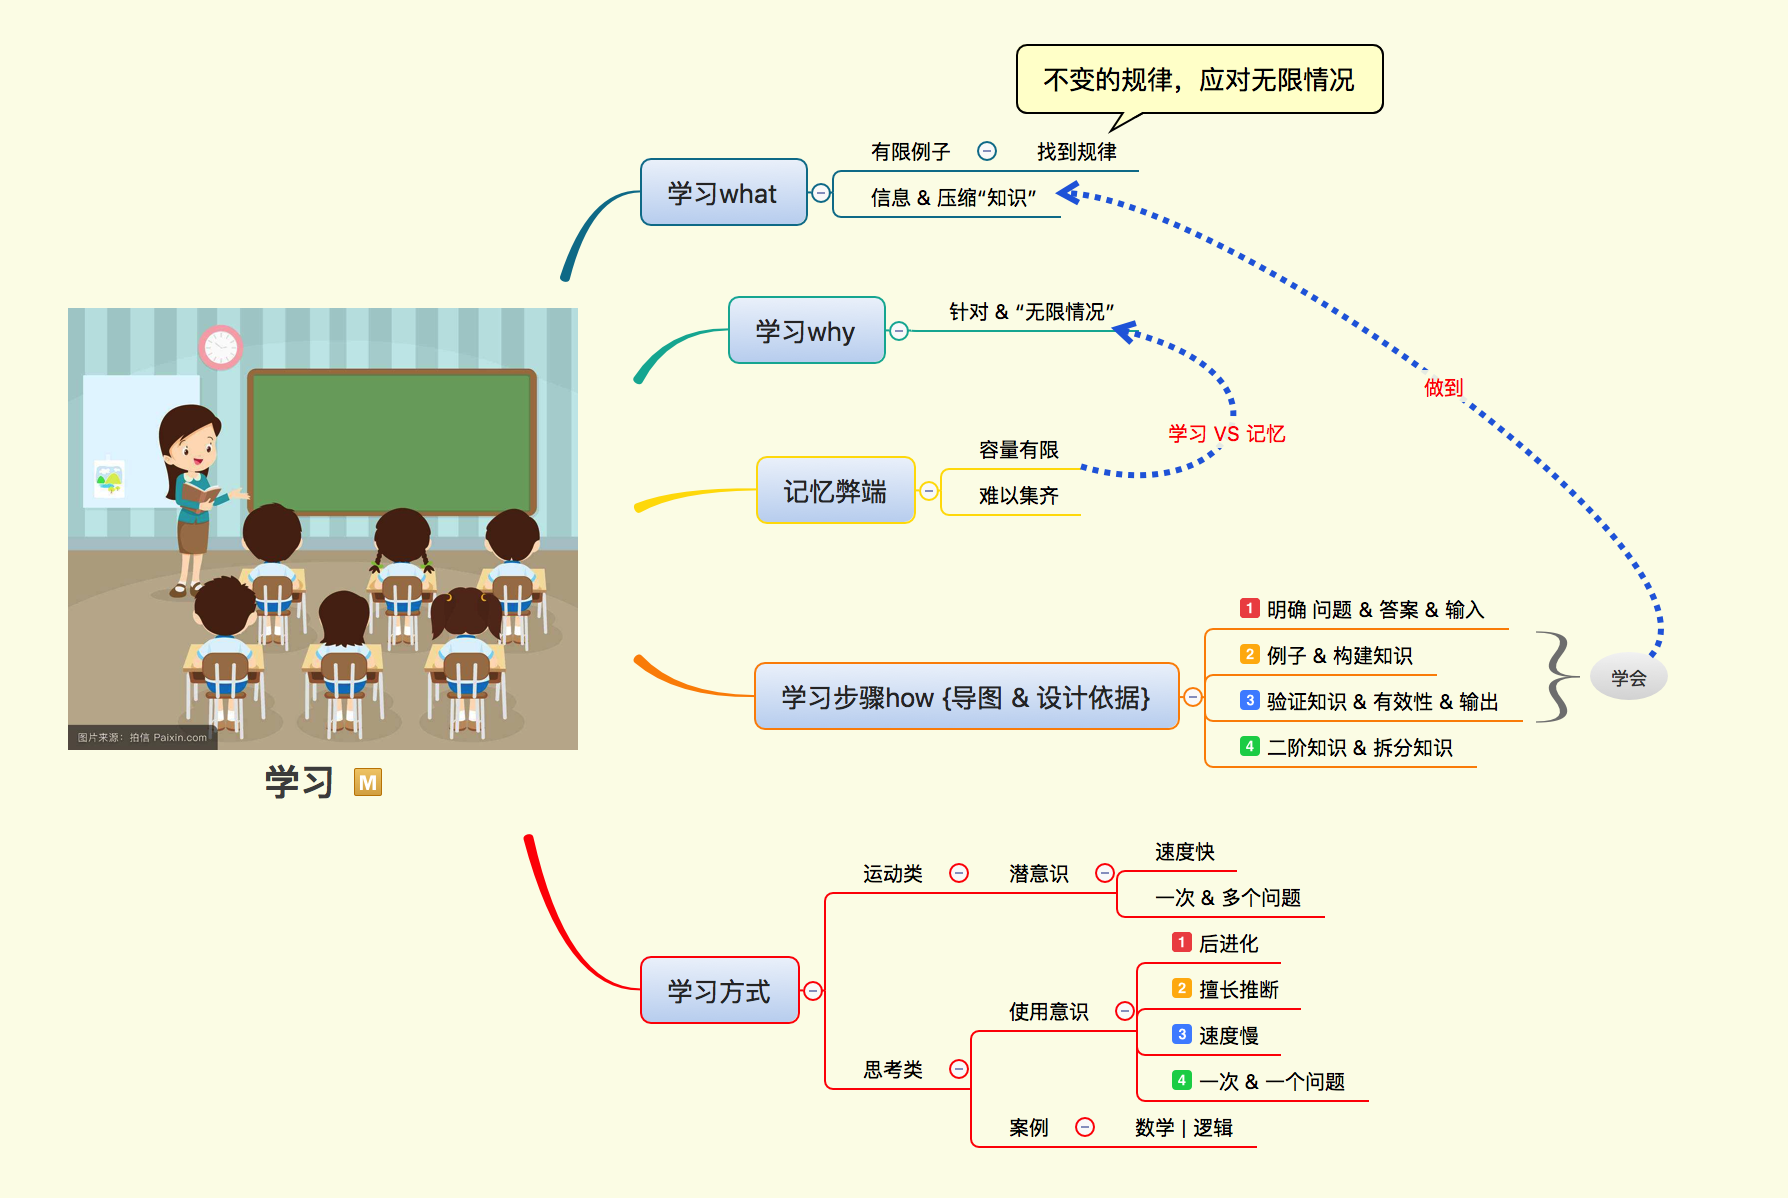 不变的规律，应对无限情况
学习what
有限例子
找到规律
信息 & 压缩“知识”
学习why
针对 & “无限情况”
做到
学习 VS 记忆
记忆弊端
容量有限
难以集齐
学习步骤how {导图 & 设计依据}
1 明确 问题 & 答案 & 输入
2 例子 & 构建知识
3 验证知识 & 有效性 & 输出
4 二阶知识 & 拆分知识
学会
图片来源：拍信 Paixin.com
学习 M
学习方式
运动类
潜意识
速度快
一次 & 多个问题
思考类
使用意识
1 后进化
2 擅长推断
3 速度慢
4 一次 & 一个问题
案例
数学 | 逻辑